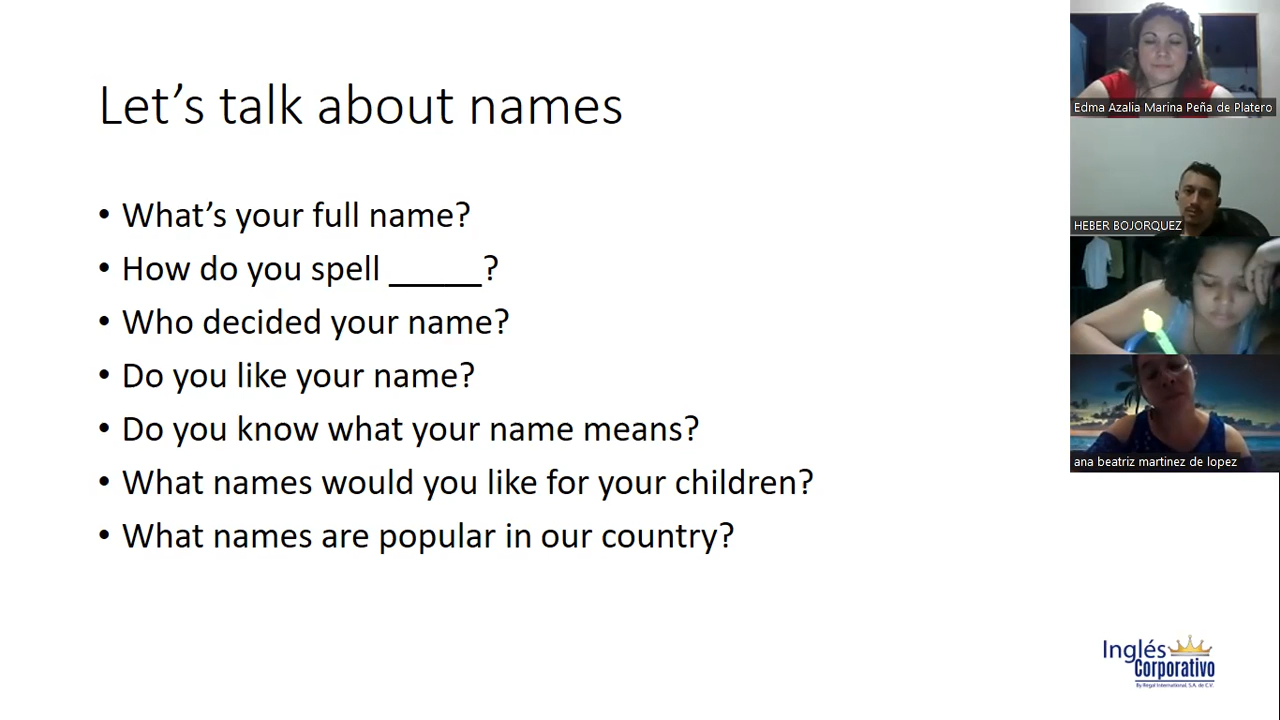 Let’s talk about names
• What’s your full name?
• How do you spell _____?
• Who decided your name?
• Do you like your name?
• Do you know what your name means?
• What names would you like for your children?
• What names are popular in our country?
Edma Azalia Marina Peña de Platero
HEBER BOJORQUEZ
ana beatriz martinez de lopez
Inglés
Corporativo
By Regal International, S.A. de C.V.